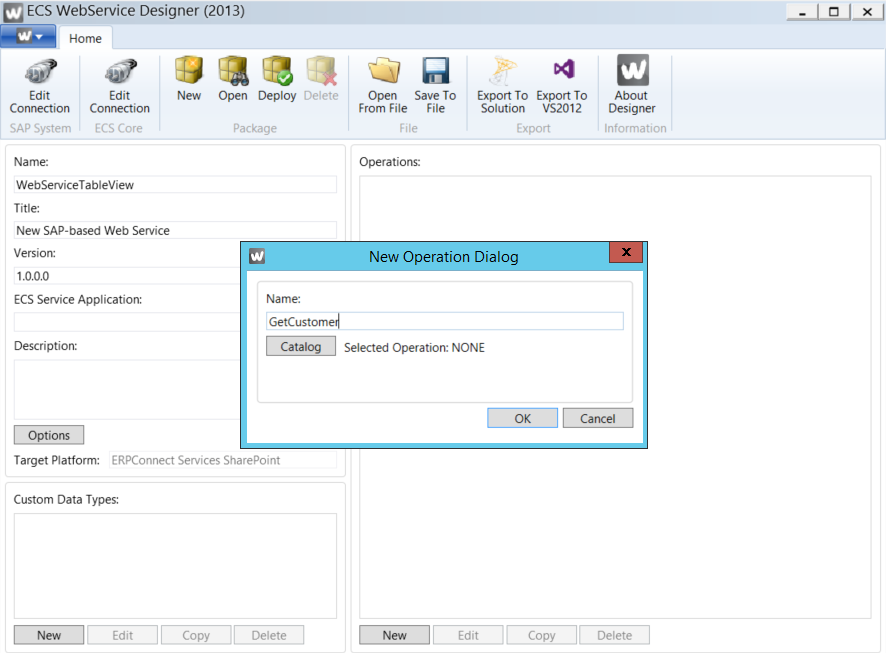 ECS WebService Designer (2013)
Home
Edit
Connection
SAP System
Edit
Connection
ECS Core
New
Open
Deploy
Delete
Package
Open
From File
Save To
File
File
Export To
Solution
Export To
VS2012
Export
About
Designer
Information
Name:
WebServiceTableView
Title:
New SAP-based Web Service
Version:
1.0.0.0
ECS Service Application:
Description:
Options
Target Platform: ERPConnect Services SharePoint
Custom Data Types:
New Edit Copy Delete
Operations:
New Edit Copy Delete
New Operation Dialog
Name:
GetCustomer
Catalog Selected Operation: NONE
OK Cancel